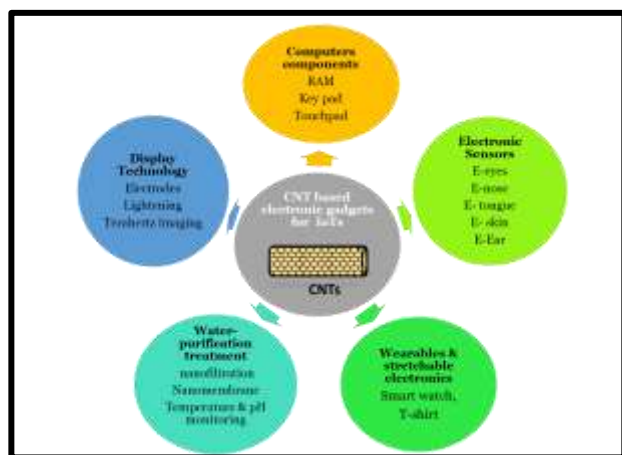 Computers
components
RAM
Key pad
Touchpad
Electronic
Sensors
E-eyes
E-nose
E- tongue
E- skin
E-Ear
Wearables &
stretchable
electronics
Smart watch,
T-shirt
Water-
purification
treatment
nanofiltration
Nanomembrane
Temperature & pH
monitoring
Display
Technology
Electrodes
Lightening
Terahertz imaging
CNT based
electronic gadgets
for IoTs
CNTs